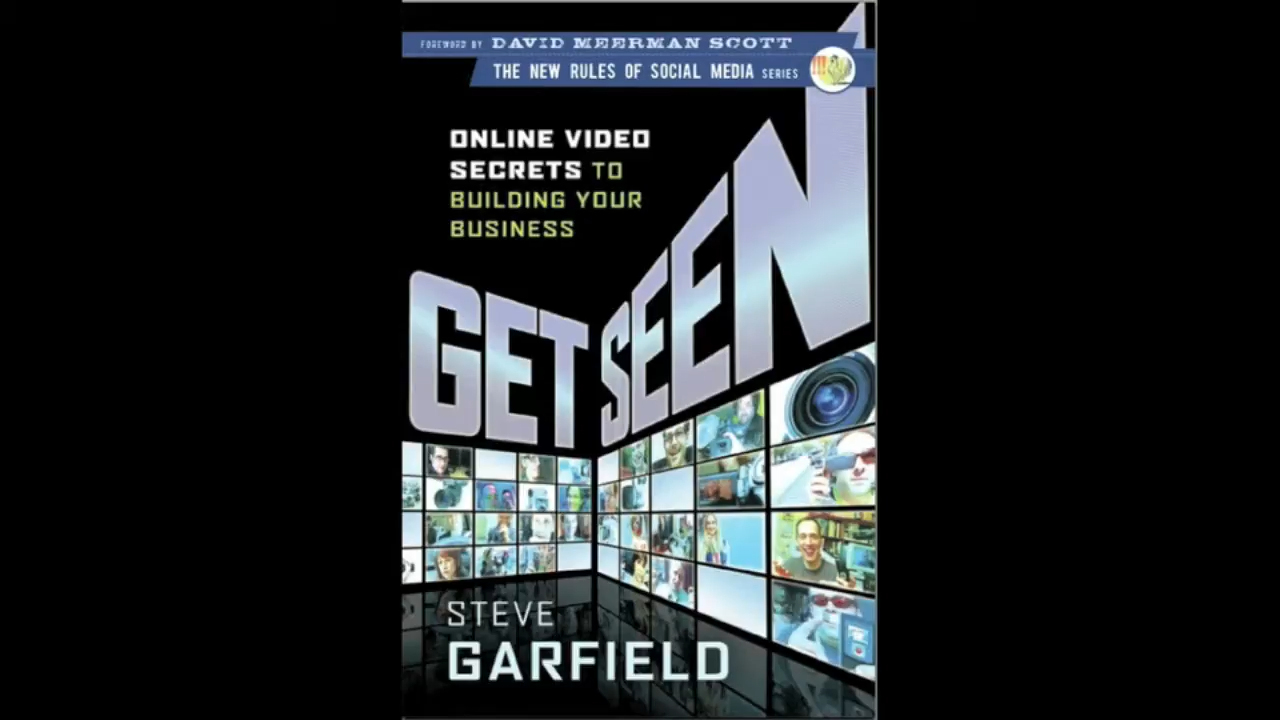 FOREWORD BY DAVID MEERMAN SCOTT
THE NEW RULES OF SOCIAL MEDIA SERIES
ONLINE VIDEO
SECRETS TO
BUILDING YOUR
BUSINESS
GET SEEN
STEVE
GARFIELD